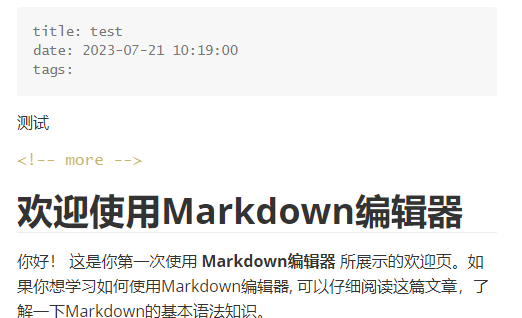 title: test
date: 2023-07-21 10:19:00
tags:
测试
<!-- more -->
欢迎使用Markdown编辑器
你好！ 这是你第一次使用 Markdown编辑器 所展示的欢迎页。如
果你想学习如何使用Markdown编辑器, 可以仔细阅读这篇文章，了
解一下Markdown的基本语法知识。